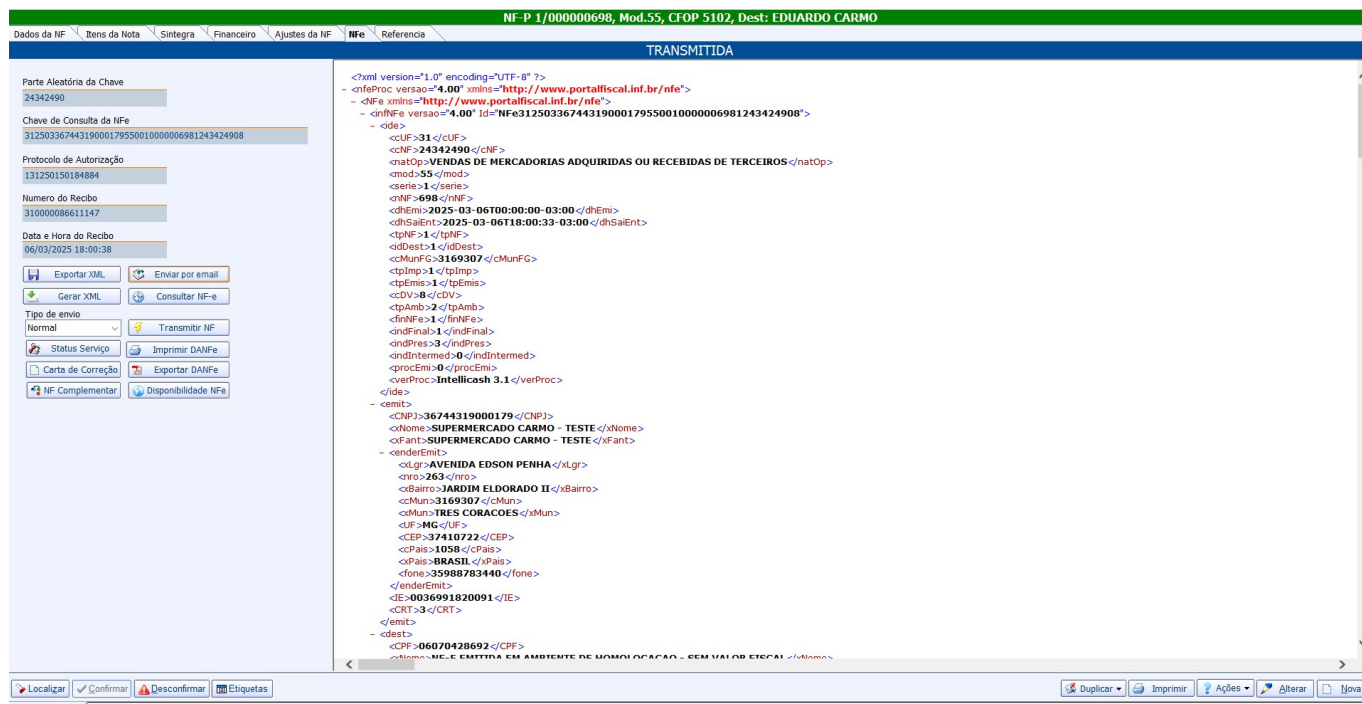 NF-P 1/000000698, Mod.55, CFOP 5102, Dest: EDUARDO CARMO
Dados da NF Itens da Nota Sintegra Financeiro Ajustes da NF NFe Referencia
TRANSMITIDA
Parte Aleatória da Chave
24342490
Chave de Consulta da NFe
31250336744319000179550010000006981243424908
Protocolo de Autorização
131250150184884
Numero do Recibo
310000086611147
Data e Hora do Recibo
06/03/2025 18:00:38
Exportar XML Enviar por email
Gerar XML Consultar NF-e
Tipo de envio
Normal Transmitir NF
Status Serviço Imprimir DANFe
Carta de Correção Exportar DANFe
NF Complementar Disponibilidade NFe
<?xml version="1.0" encoding="UTF-8" ?>
- <nfeProc versao="4.00" xmlns="http://www.portalfiscal.inf.br/nfe">
- <NFe xmlns="http://www.portalfiscal.inf.br/nfe">
- <infNFe versao="4.00" Id="NFe31250336744319000179550010000006981243424908">
- <ide>
<cUF>31</cUF>
<cNF>24342490</cNF>
<natOp>VENDAS DE MERCADORIAS ADQUIRIDAS OU RECEBIDAS DE TERCEIROS</natOp>
<mod>55</mod>
<serie>1</serie>
<nNF>698</nNF>
<dhEmi>2025-03-06T00:00:00-03:00</dhEmi>
<dhSaiEnt>2025-03-06T18:00:33-03:00</dhSaiEnt>
<tpNF>1</tpNF>
<idDest>1</idDest>
<cMunFG>3169307</cMunFG>
<tpImp>1</tpImp>
<tpEmis>1</tpEmis>
<cDV>8</cDV>
<tpAmb>2</tpAmb>
<finNFe>1</finNFe>
<indFinal>1</indFinal>
<indPres>3</indPres>
<indIntermed>0</indIntermed>
<procEmi>0</procEmi>
<verProc>Intellicash 3.1</verProc>
</ide>
- <emit>
<CNPJ>36744319000179</CNPJ>
<xNome>SUPERMERCADO CARMO - TESTE</xNome>
<xFant>SUPERMERCADO CARMO - TESTE</xFant>
- <enderEmit>
<xLgr>AVENIDA EDSON PENHA</xLgr>
<nro>263</nro>
<xBairro>JARDIM ELDORADO II</xBairro>
<cMun>3169307</cMun>
<xMun>TRES CORACOES</xMun>
<UF>MG</UF>
<CEP>37410722</CEP>
<cPais>1058</cPais>
<xPais>BRASIL</xPais>
<fone>35988783440</fone>
</enderEmit>
<IE>0036991820091</IE>
<CRT>3</CRT>
</emit>
- <dest>
<CPF>06070428692</CPF>
<xNome>NF-E EMITIDA EM AMBIENTE DE HOMOLOGACAO - SEM VALOR FISCAL</xNome>
Localizar Confirmar Desconfirmar Etiquetas Duplicar Imprimir Ações Alterar Nova